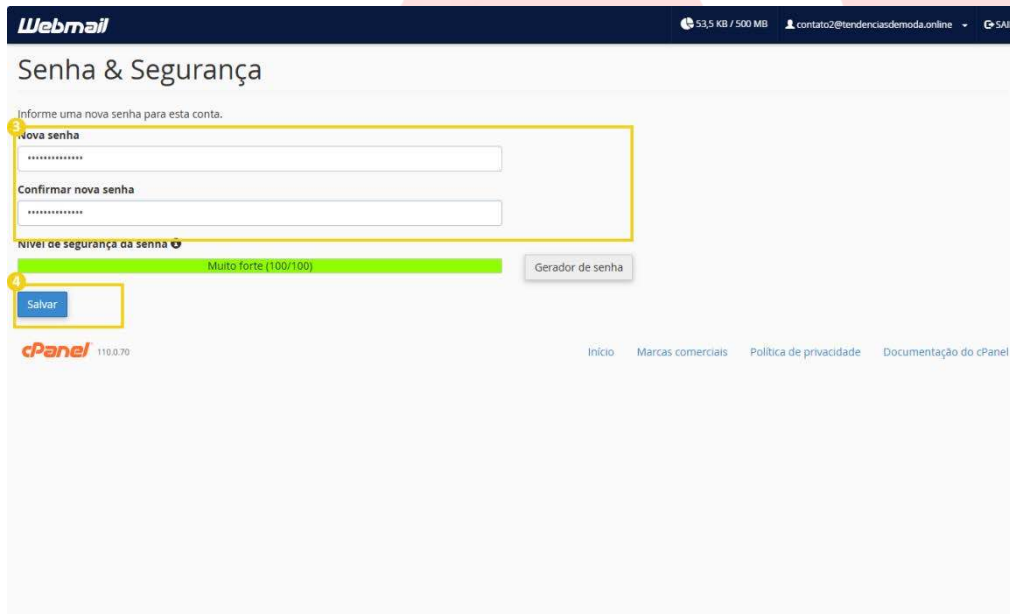 Webmail 53,5 KB / 500 MB contato2@tendenciasdemoda.online SAI
Senha & Segurança
Informe uma nova senha para esta conta.
3
Nova senha
••••••••••••••
Confirmar nova senha
••••••••••••••
Nível de segurança da senha
Muito forte (100/100) Gerador de senha
4
Salvar
cPanel 110.0.70 Início Marcas comerciais Política de privacidade Documentação do cPanel